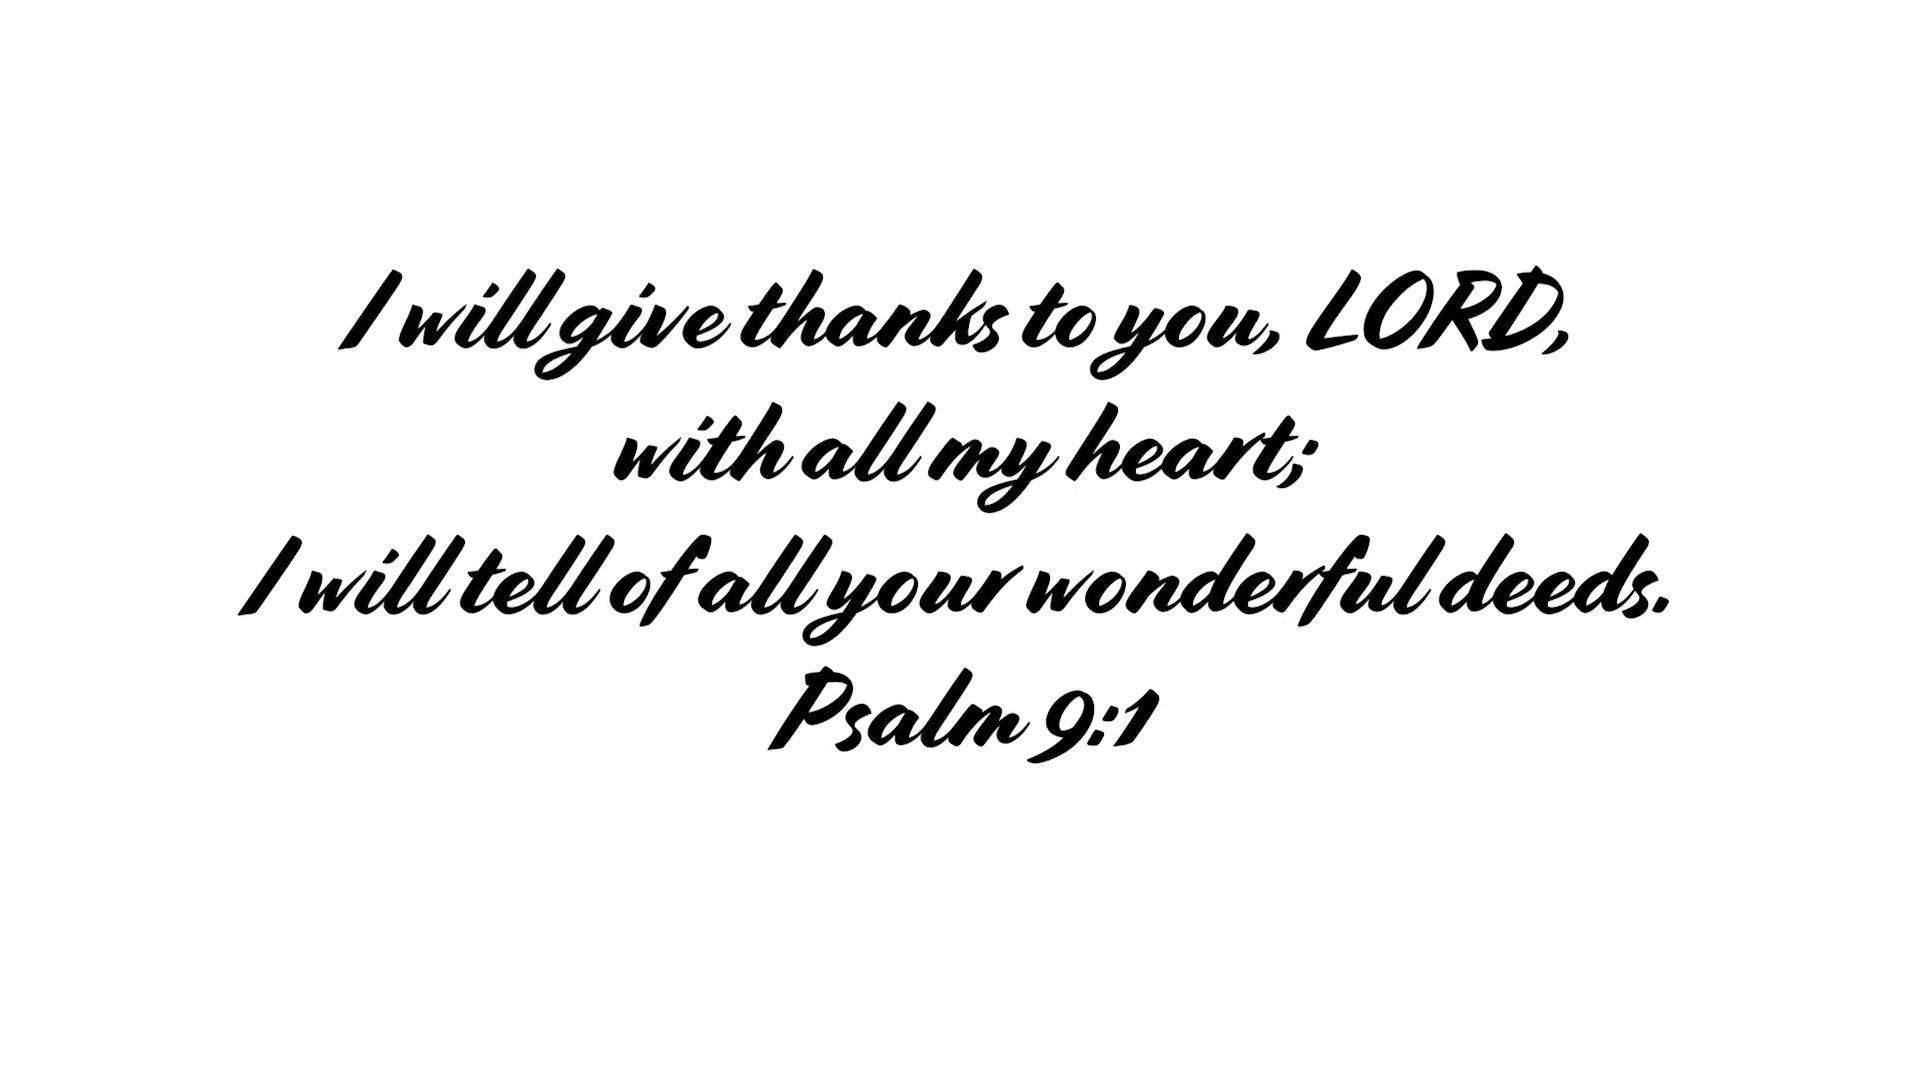 I will give thanks to you, LORD,
with all my heart;
I will tell of all your wonderful deeds.
Psalm 9:1